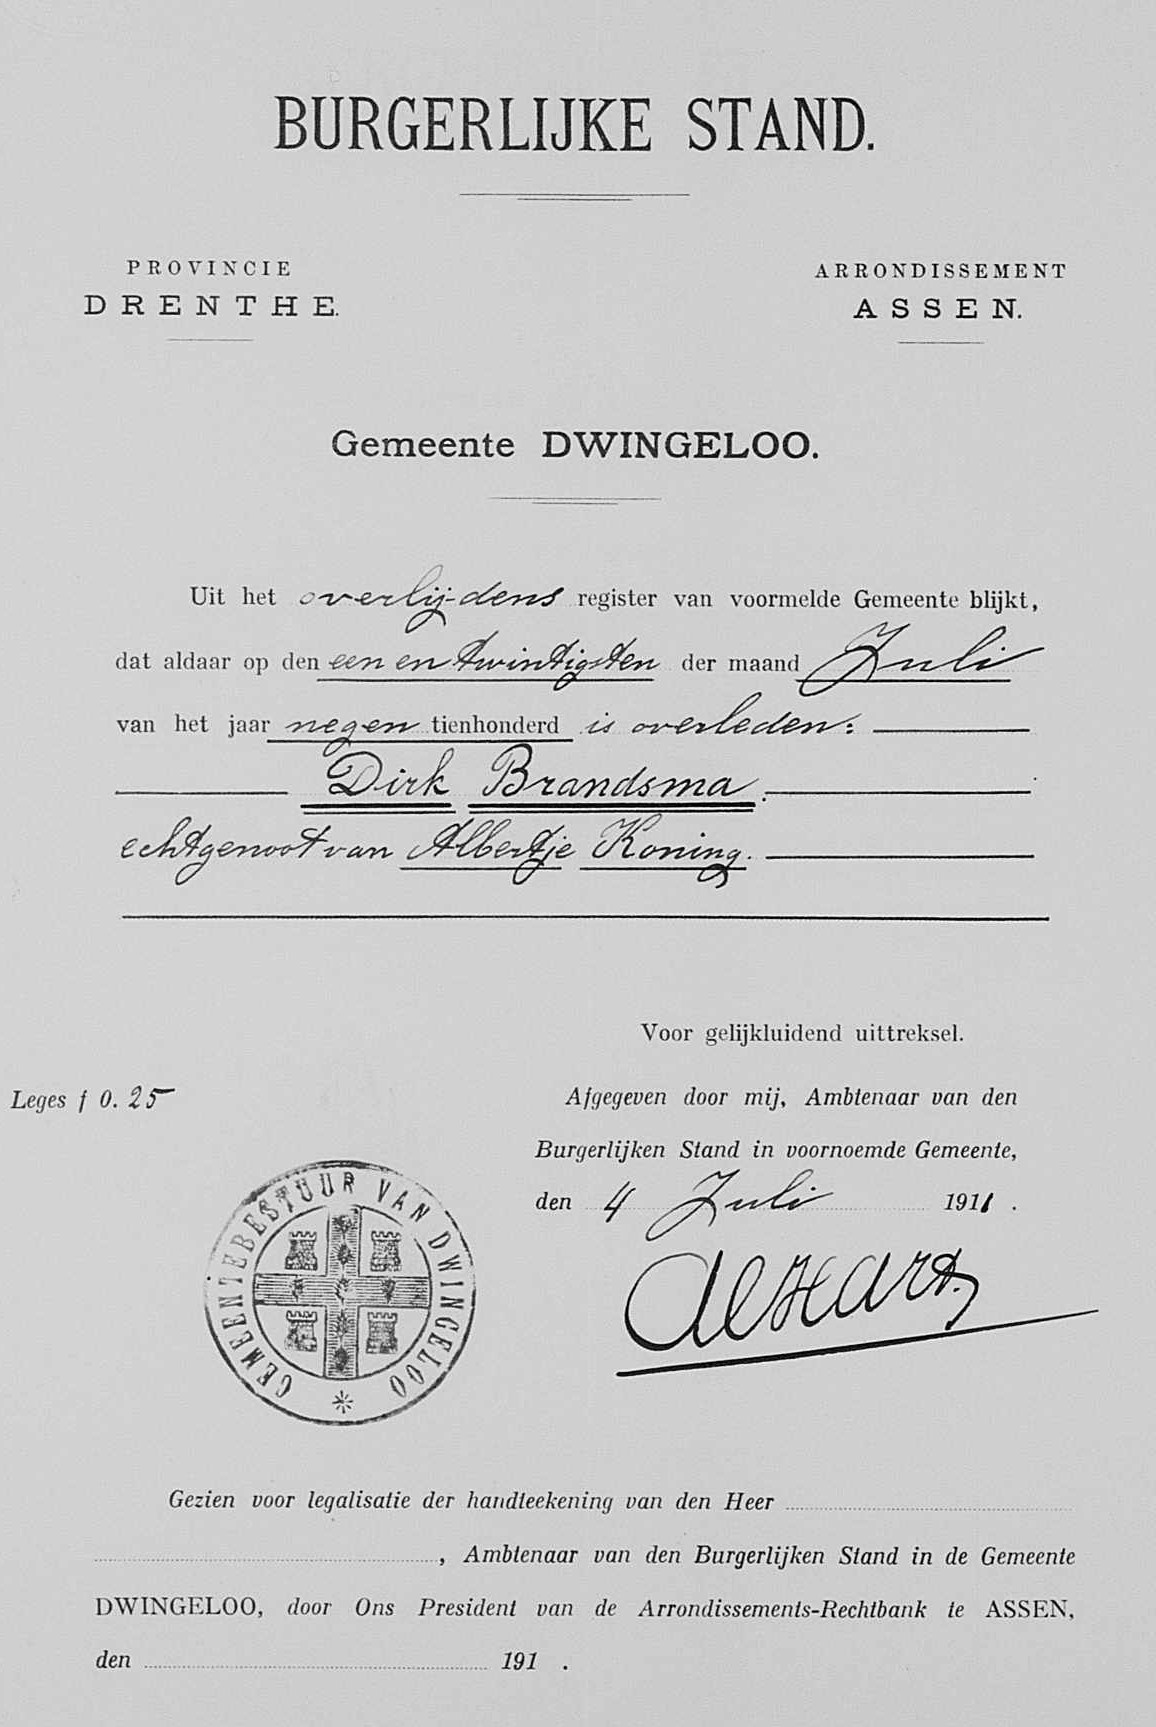 BURGERLIJKE STAND.
PROVINCIE
DRENTHE.
ARRONDISSEMENT
ASSEN.
Gemeente DWINGELOO.
Uit het overlijdens register van voormelde Gemeente blijkt,
dat aldaar op den een en twintigsten der maand Juli
van het jaar negen tienhonderd is overleden:
Dirk Brandsma.
echtgenoot van Albertje Koning.
Voor gelijkluidend uittreksel.
Leges f 0.25
Afgegeven door mij, Ambtenaar van den
Burgerlijken Stand in voornoemde Gemeente,
den 4 Juli 1911.
GEMEENTEBESTUUR VAN DWINGELOO
Gezien voor legalisatie der handteekening van den Heer
, Ambtenaar van den Burgerlijken Stand in de Gemeente
DWINGELOO, door Ons President van de Arrondissements-Rechtbank te ASSEN,
den 191 .